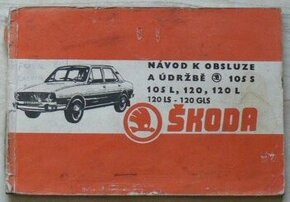 NÁVOD K OBSLUZE
A ÚDRŽBĚ 105 S
105 L, 120, 120 L
120 LS - 120 GLS
ŠKODA